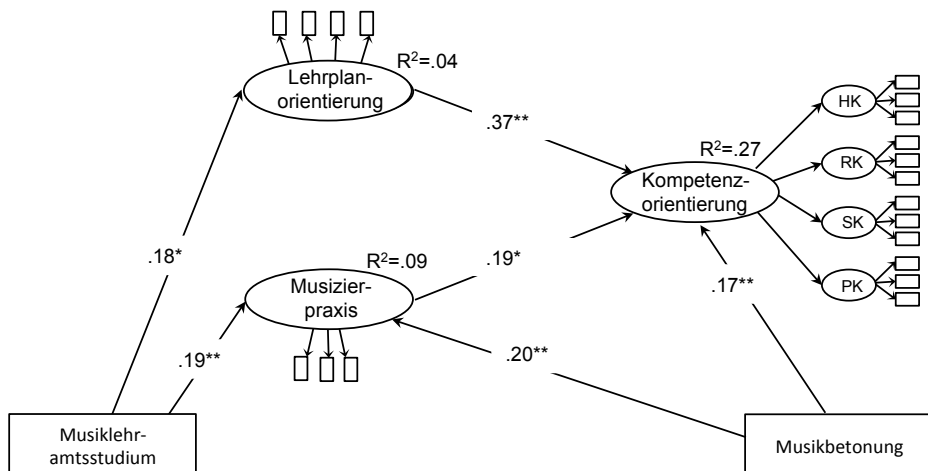 R²=.04
Lehrplan-
orientierung
.37**
HK
R²=.27
RK
Kompetenz-
orientierung
SK
.18*
R²=.09
.19*
Musizier-
praxis
.17**
PK
.19**
.20**
Musiklehr-
amtsstudium
Musikbetonung